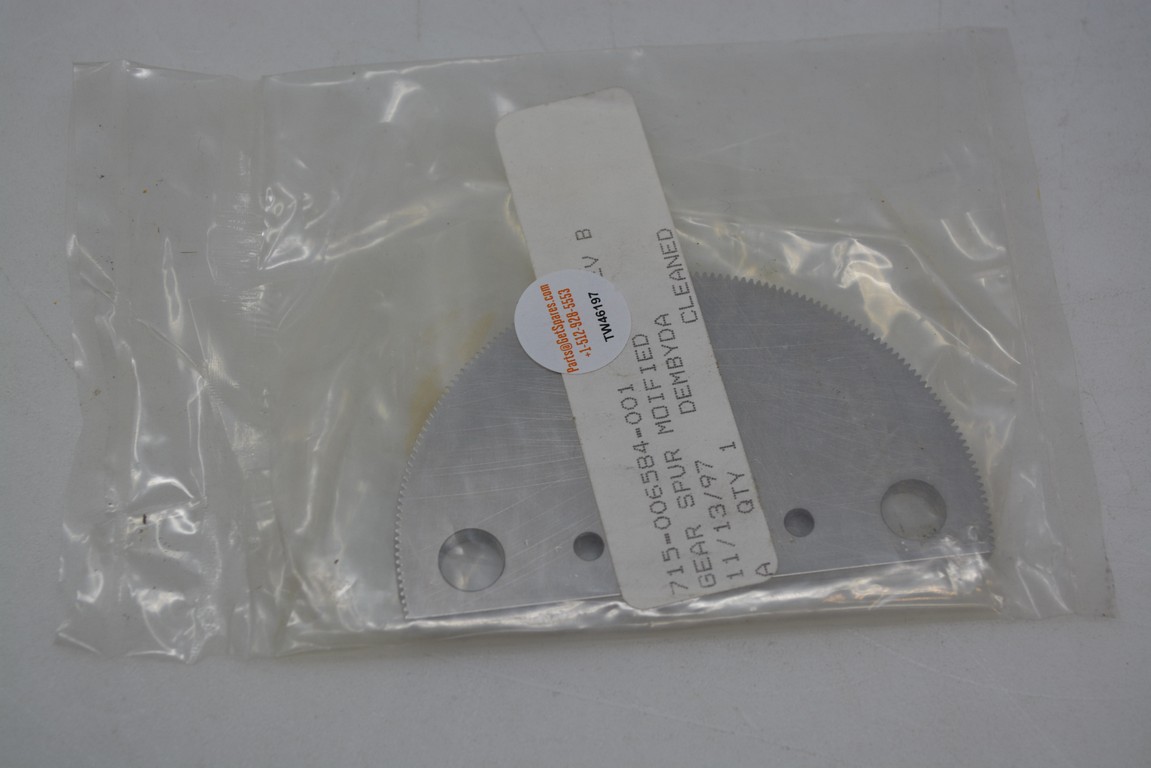 715-006584-001
REV B
GEAR SPUR MOIFIED
11/13/97 DEMBYDA CLEANED
A QTY 1
Parts@GetSpares.com
+1-512-928-5553
TW46197